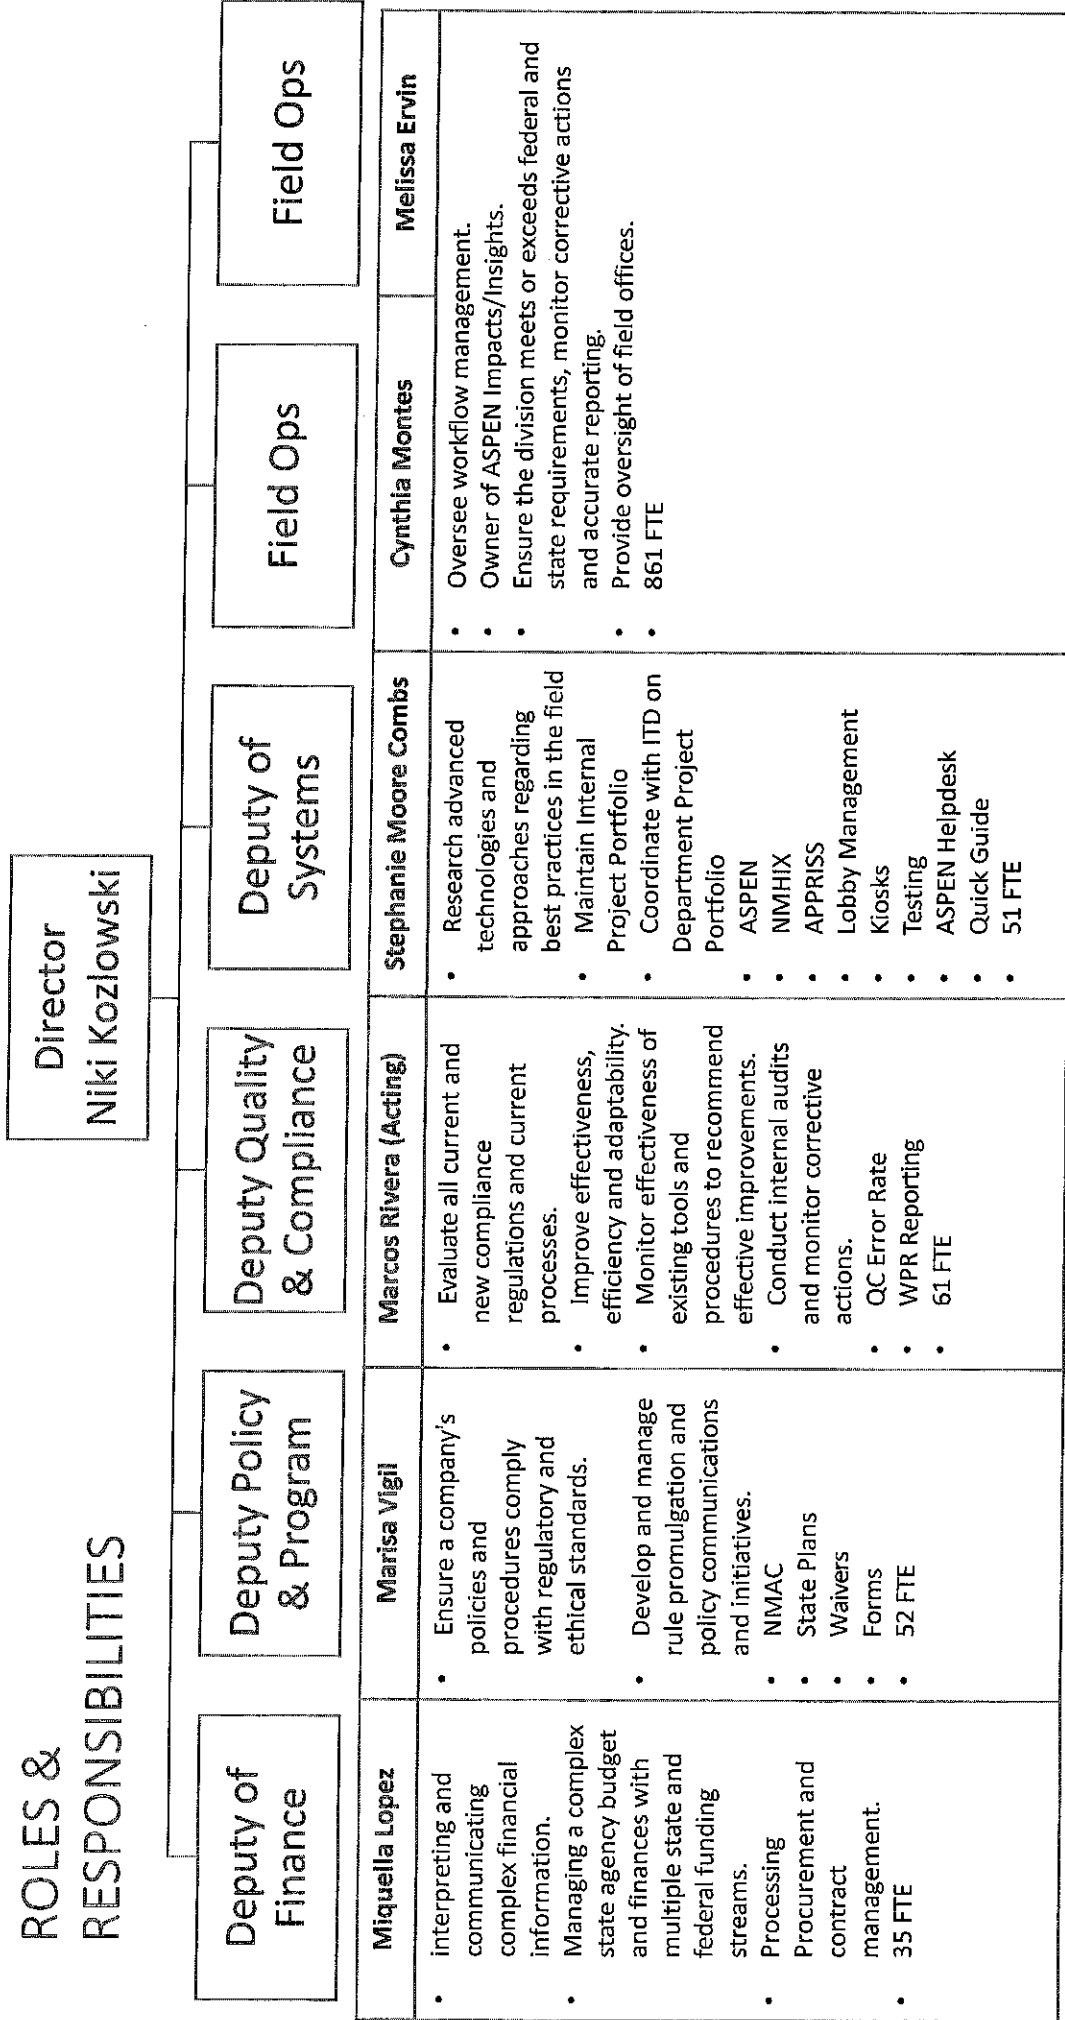 ROLES &
RESPONSIBILITIES
Director
Niki Kozlowski
Deputy of
Finance
Deputy Policy
& Program
Deputy Quality
& Compliance
Deputy of
Systems
Field Ops
Field Ops
Miquella Lopez
Marisa Vigil
Marcos Rivera (Acting)
Stephanie Moore Combs
Cynthia Montes
Melissa Ervin
• interpreting and
communicating
complex financial
information.
• Managing a complex
state agency budget
and finances with
multiple state and
federal funding
streams.
• Processing
Procurement and
contract
management.
• 35 FTE
• Ensure a company's
policies and
procedures comply
with regulatory and
ethical standards.
• Develop and manage
rule promulgation and
policy communications
and initiatives.
• NMAC
• State Plans
• Waivers
• Forms
• 52 FTE
• Evaluate all current and
new compliance
regulations and current
processes.
• Improve effectiveness,
efficiency and adaptability.
• Monitor effectiveness of
existing tools and
procedures to recommend
effective improvements.
• Conduct internal audits
and monitor corrective
actions.
• QC Error Rate
• WPR Reporting
• 61 FTE
• Research advanced
technologies and
approaches regarding
best practices in the field
• Maintain Internal
Project Portfolio
• Coordinate with ITD on
Department Project
Portfolio
• ASPEN
• NMHIX
• APPRISS
• Lobby Management
• Kiosks
• Testing
• ASPEN Helpdesk
• Quick Guide
• 51 FTE
• Oversee workflow management.
• Owner of ASPEN Impacts/Insights.
• Ensure the division meets or exceeds federal and
state requirements, monitor corrective actions
and accurate reporting.
• Provide oversight of field offices.
• 861 FTE